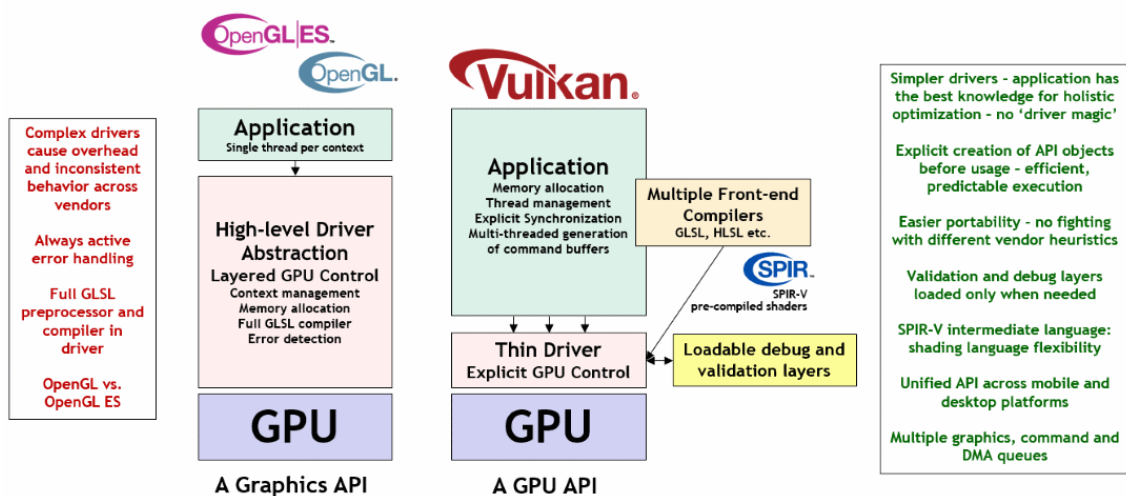 OpenGL|ES™
OpenGL®
Vulkan®
Complex drivers
cause overhead
and inconsistent
behavior across
vendors
Always active
error handling
Full GLSL
preprocessor and
compiler in
driver
OpenGL vs.
OpenGL ES
Application
Single thread per context
High-level Driver
Abstraction
Layered GPU Control
Context management
Memory allocation
Full GLSL compiler
Error detection
GPU
A Graphics API
Application
Memory allocation
Thread management
Explicit Synchronization
Multi-threaded generation
of command buffers
Multiple Front-end
Compilers
GLSL, HLSL etc.
SPIR™
SPIR-V
pre-compiled shaders
Thin Driver
Explicit GPU Control
Loadable debug and
validation layers
GPU
A GPU API
Simpler drivers - application has
the best knowledge for holistic
optimization - no ‘driver magic’
Explicit creation of API objects
before usage - efficient,
predictable execution
Easier portability - no fighting
with different vendor heuristics
Validation and debug layers
loaded only when needed
SPIR-V intermediate language:
shading language flexibility
Unified API across mobile and
desktop platforms
Multiple graphics, command and
DMA queues